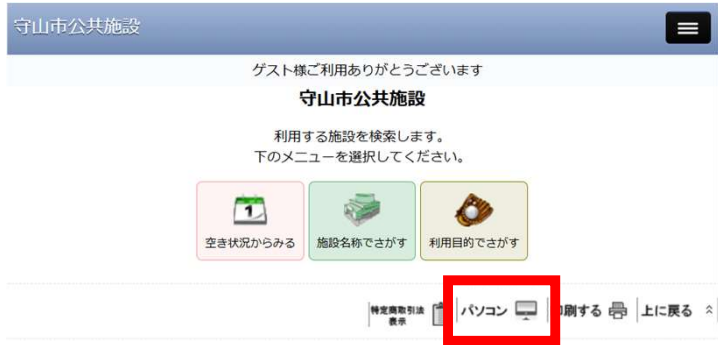 守山市公共施設
ゲスト様ご利用ありがとうございます
守山市公共施設
利用する施設を検索します。
下のメニューを選択してください。
1
空き状況からみる
施設名称でさがす
利用目的でさがす
特定商取引法
表示
パソコン
刷する
上に戻る